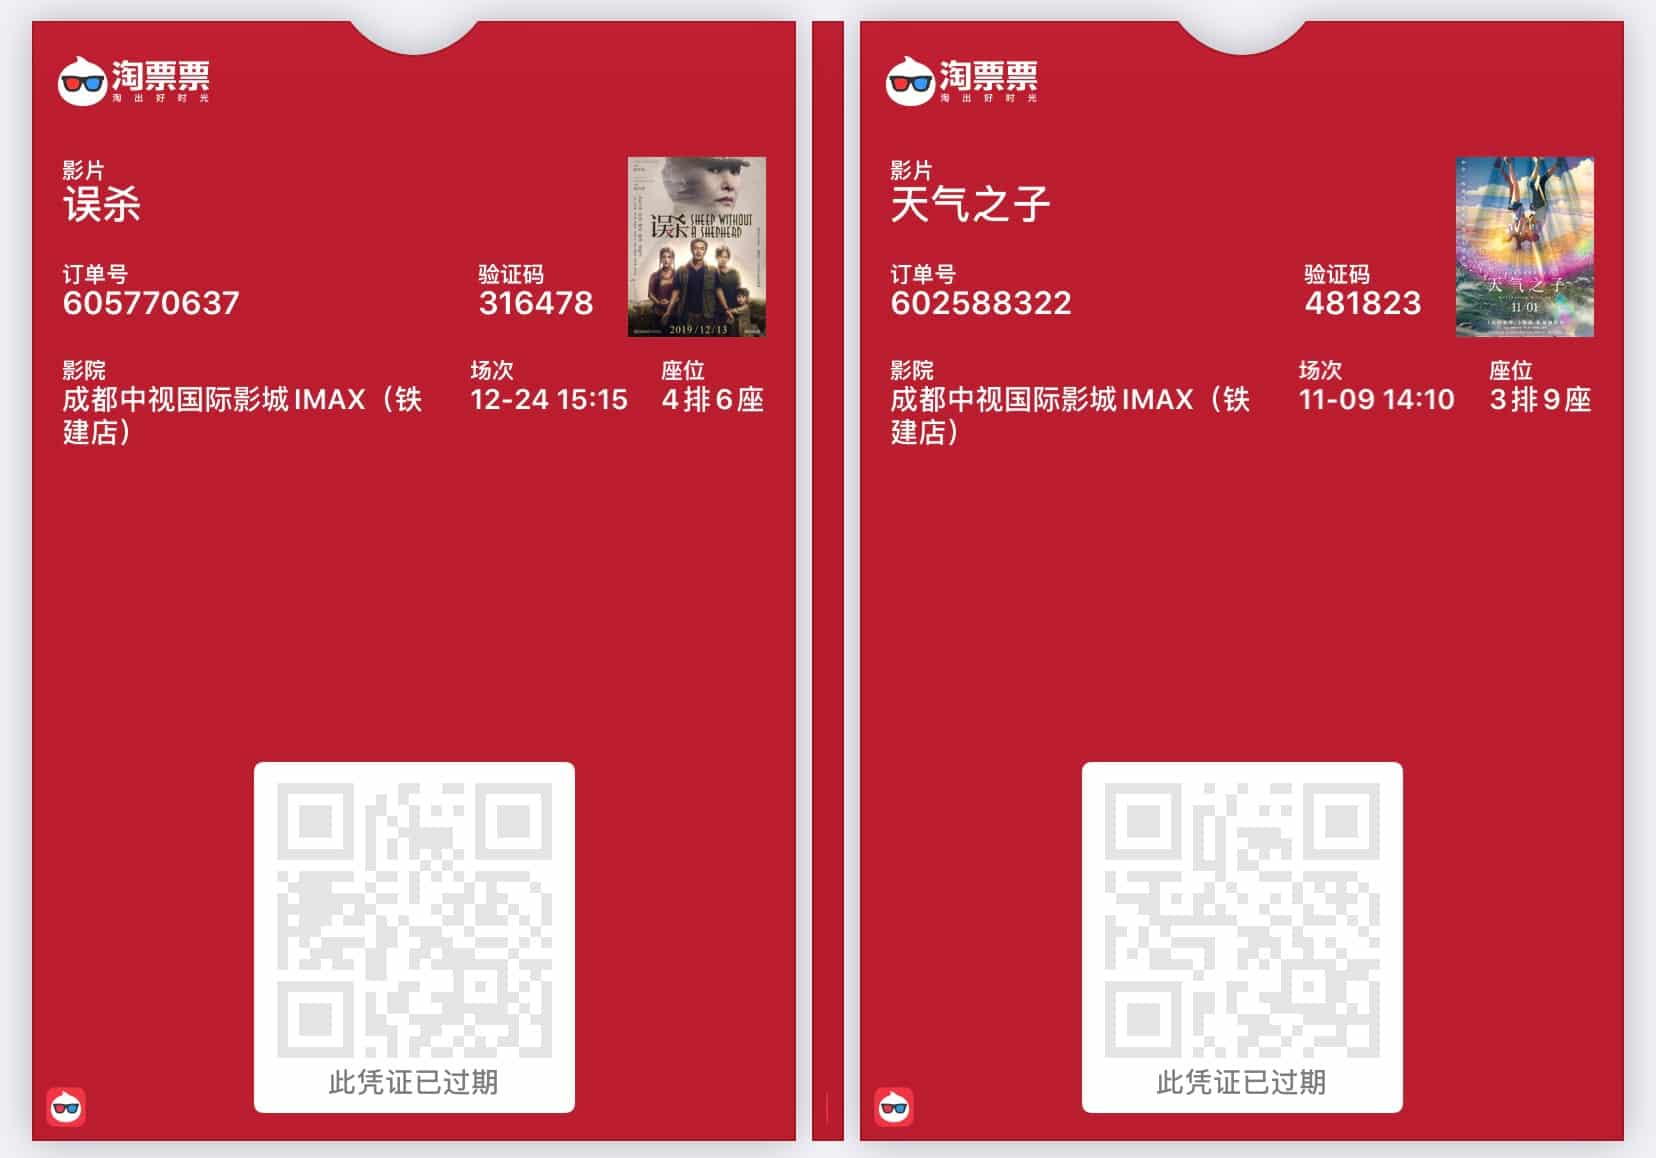 淘票票
淘出好时光
影片
误杀
误杀 SHEEP WITHOUT A SHEPHERD
2019/12/13
订单号
605770637
验证码
316478
影院
成都中视国际影城IMAX（铁
建店）
场次
12-24 15:15
座位
4排6座
此凭证已过期
淘票票
淘出好时光
影片
天气之子
天气之子
11/01
订单号
602588322
验证码
481823
影院
成都中视国际影城IMAX（铁
建店）
场次
11-09 14:10
座位
3排9座
此凭证已过期